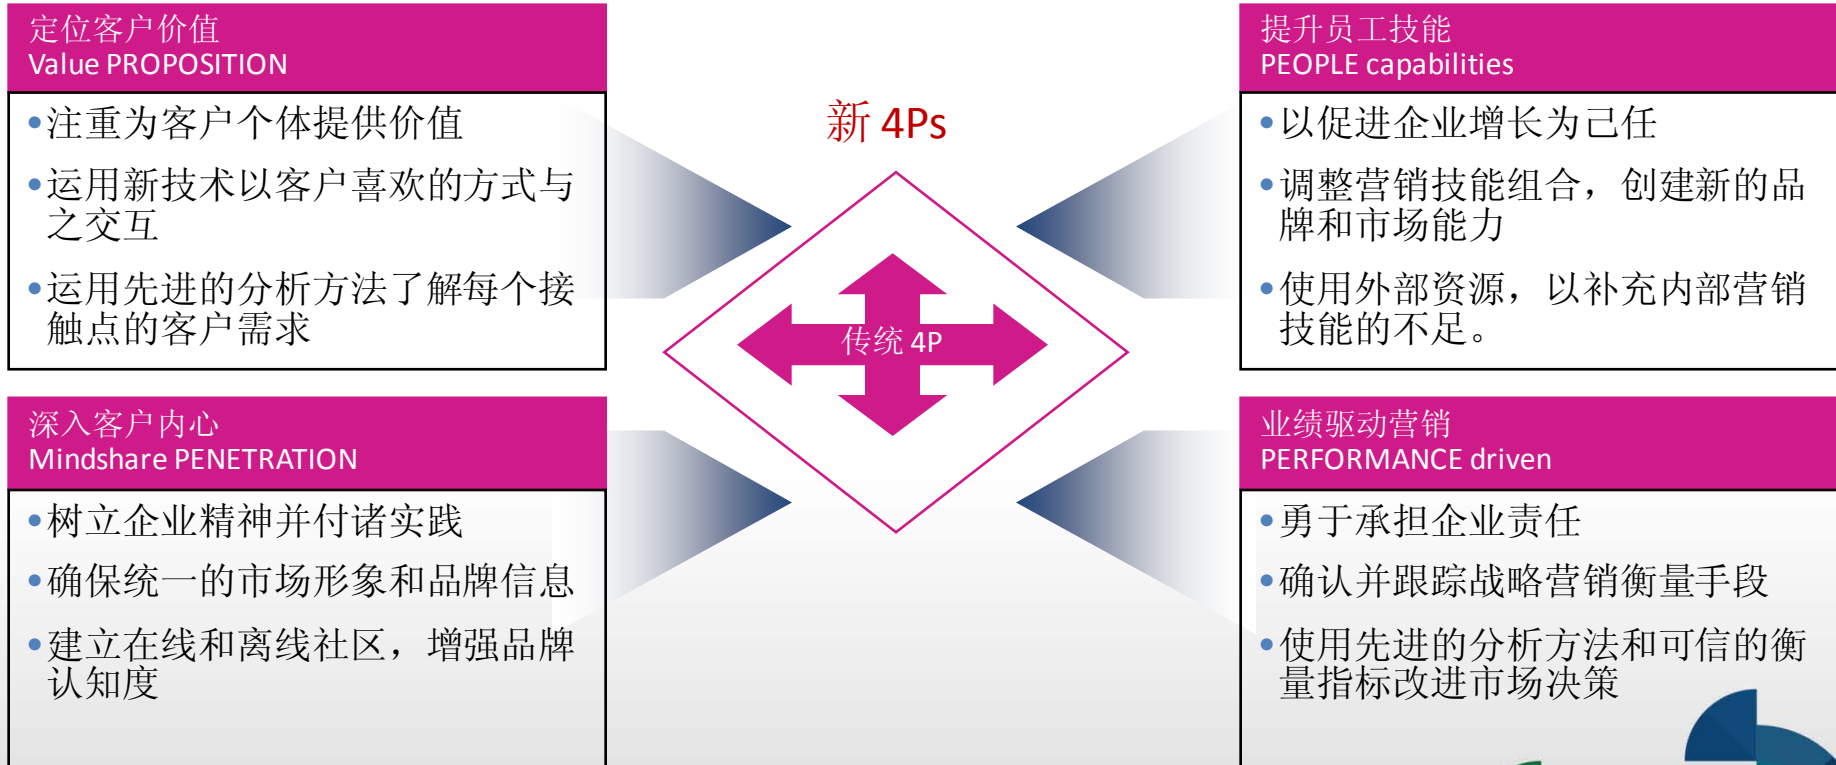 定位客户价值
Value PROPOSITION
•注重为客户个体提供价值
•运用新技术以客户喜欢的方式与
之交互
•运用先进的分析方法了解每个接
触点的客户需求
新 4Ps
传统 4P
提升员工技能
PEOPLE capabilities
•以促进企业增长为己任
•调整营销技能组合，创建新的品
牌和市场能力
•使用外部资源，以补充内部营销
技能的不足。
深入客户内心
Mindshare PENETRATION
•树立企业精神并付诸实践
•确保统一的市场形象和品牌信息
•建立在线和离线社区，增强品牌
认知度
业绩驱动营销
PERFORMANCE driven
•勇于承担企业责任
•确认并跟踪战略营销衡量手段
•使用先进的分析方法和可信的衡
量指标改进市场决策